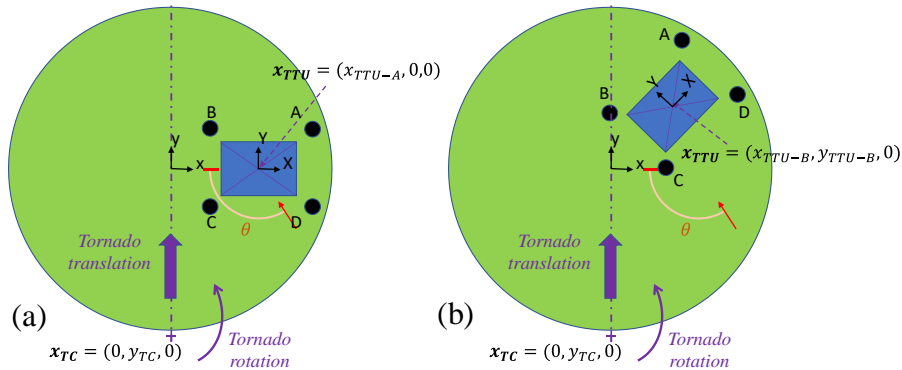 x_TTU = (x_TTU−A, 0,0)
B
A
y
Y
x
X
C
D
θ
Tornado
translation
(a)
x_TC = (0, y_TC, 0)
Tornado
rotation
A
Y
X
B
D
y
x
C
x_TTU = (x_TTU−B, y_TTU−B, 0)
θ
Tornado
translation
(b)
x_TC = (0, y_TC, 0)
Tornado
rotation